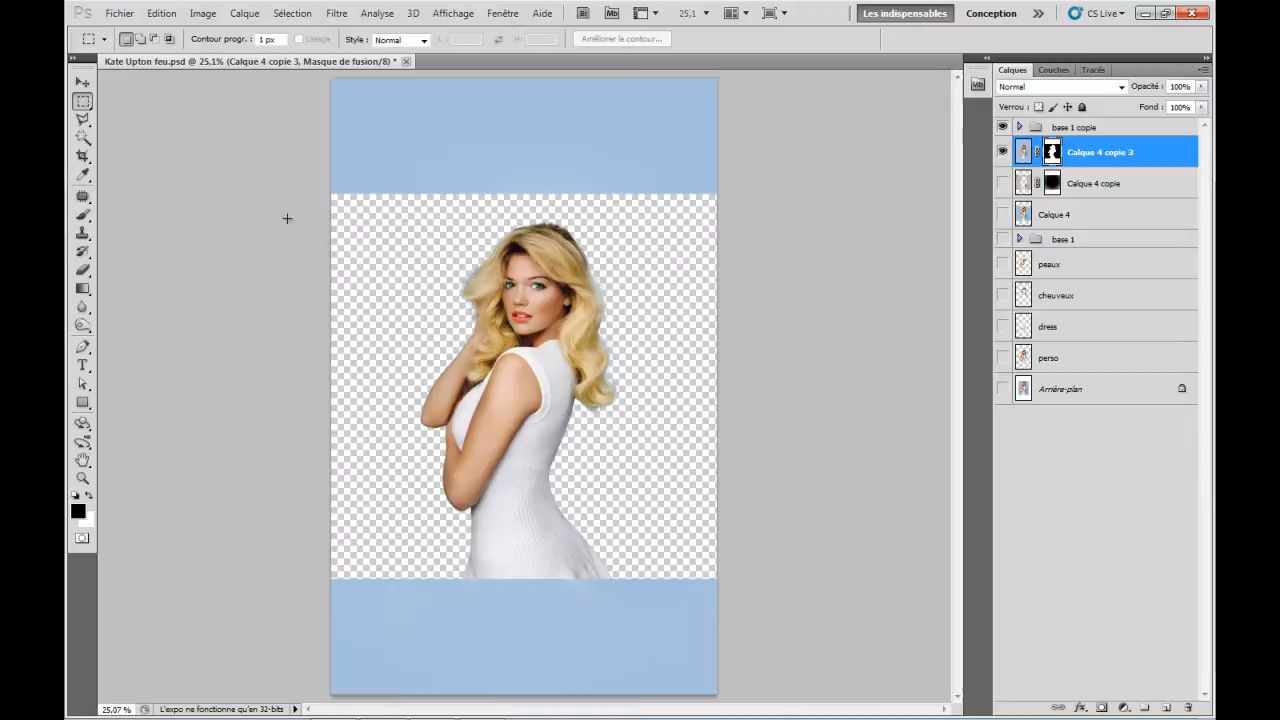 Ps Fichier Edition Image Calque Sélection Filtre Analyse 3D Affichage Fenêtre Aide Br Mb 25,1 Les indispensables Conception CS Live
Contour progr. : 1 px Lissage Style : Normal L : H : Améliorer le contour...
Kate Upton feu.psd @ 25,1% (Calque 4 copie 3, Masque de fusion/8) *
Calques Couches Tracés
Mb
Normal Opacité : 100%
Verrou : Fond : 100%
base 1 copie
Calque 4 copie 3
Calque 4 copie
Calque 4
base 1
peaux
cheuveux
dress
perso
Arrière-plan
T
25,07 % L'expo ne fonctionne qu'en 32-bits
fx